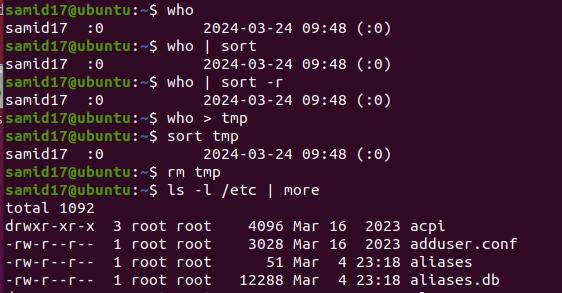 samid17@ubuntu:~$ who
samid17  :0           2024-03-24 09:48 (:0)
samid17@ubuntu:~$ who | sort
samid17  :0           2024-03-24 09:48 (:0)
samid17@ubuntu:~$ who | sort -r
samid17  :0           2024-03-24 09:48 (:0)
samid17@ubuntu:~$ who > tmp
samid17@ubuntu:~$ sort tmp
samid17  :0           2024-03-24 09:48 (:0)
samid17@ubuntu:~$ rm tmp
samid17@ubuntu:~$ ls -l /etc | more
total 1092
drwxr-xr-x  3 root root    4096 Mar 16  2023 acpi
-rw-r--r--  1 root root    3028 Mar 16  2023 adduser.conf
-rw-r--r--  1 root root      51 Mar  4 23:18 aliases
-rw-r--r--  1 root root   12288 Mar  4 23:18 aliases.db